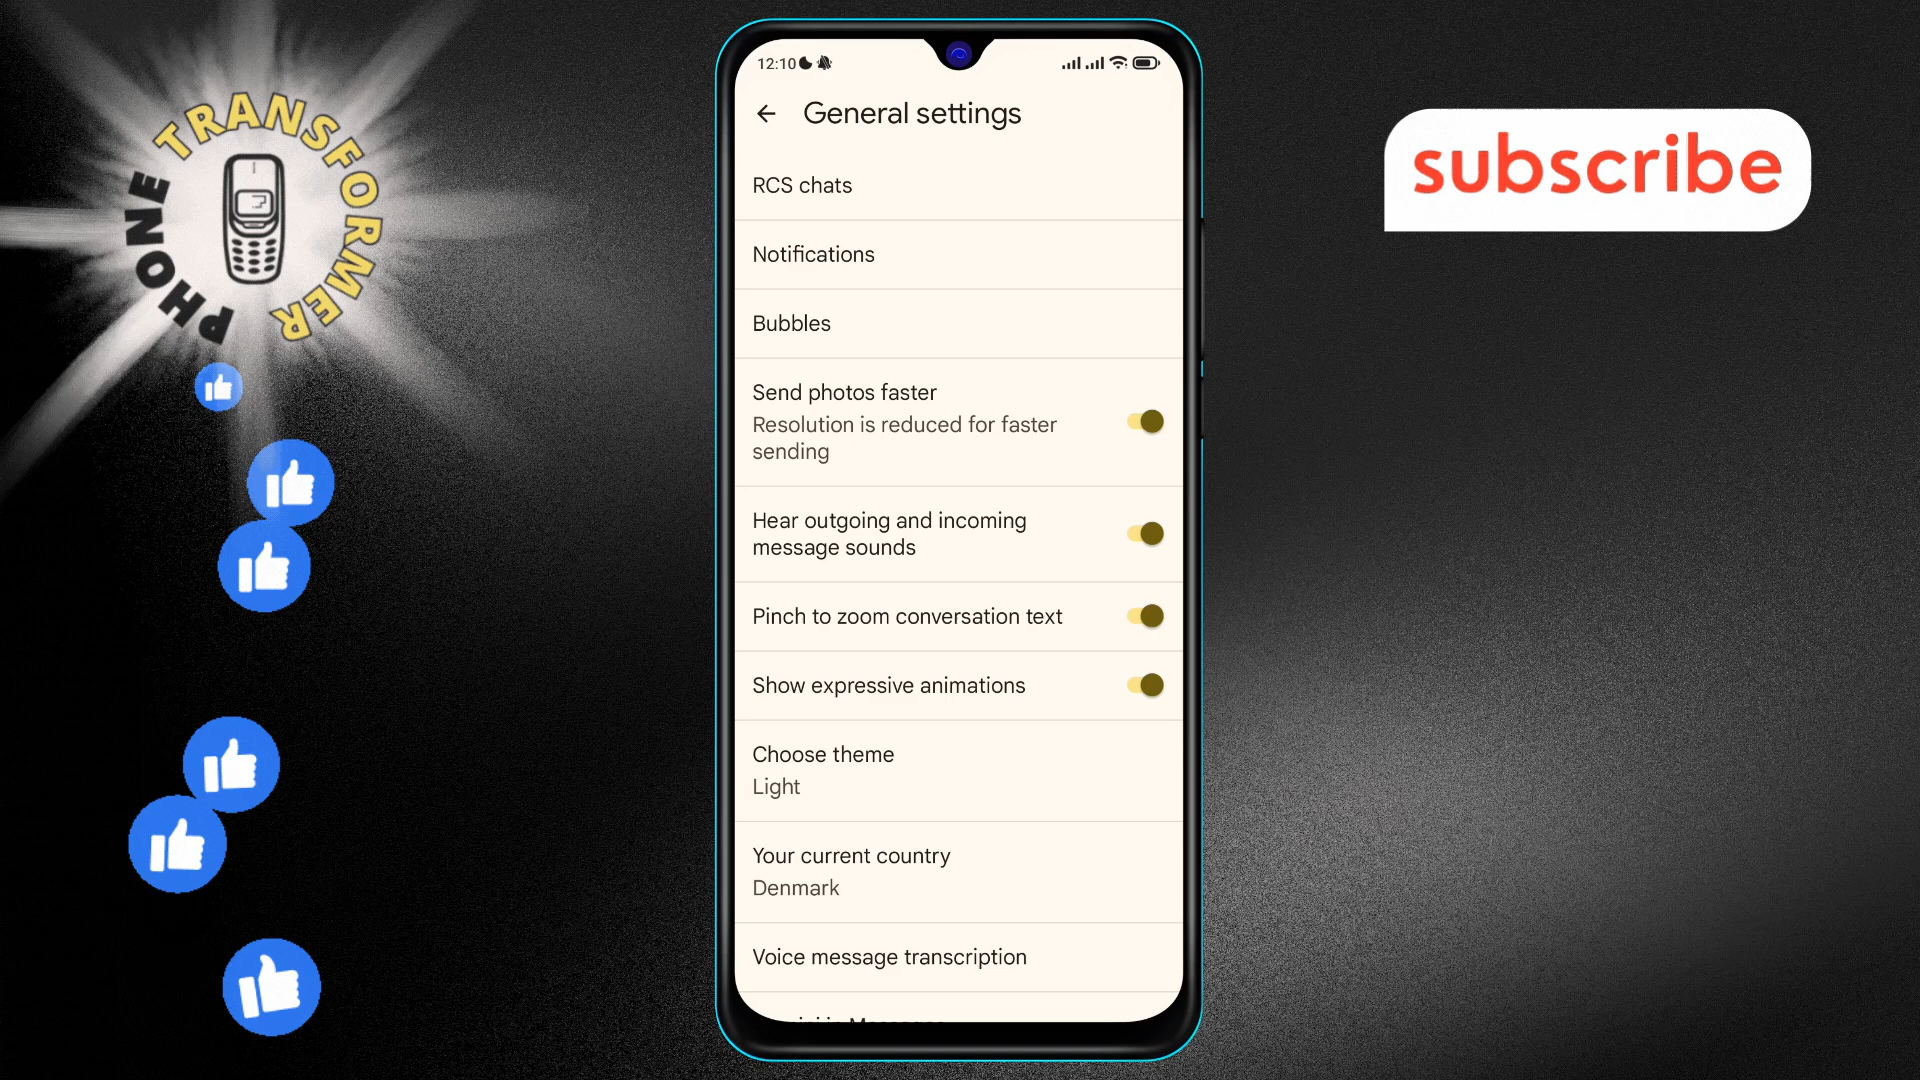 PHONE TRANSFORMER
12:10
General settings
RCS chats
Notifications
Bubbles
Send photos faster
Resolution is reduced for faster
sending
Hear outgoing and incoming
message sounds
Pinch to zoom conversation text
Show expressive animations
Choose theme
Light
Your current country
Denmark
Voice message transcription
subscribe